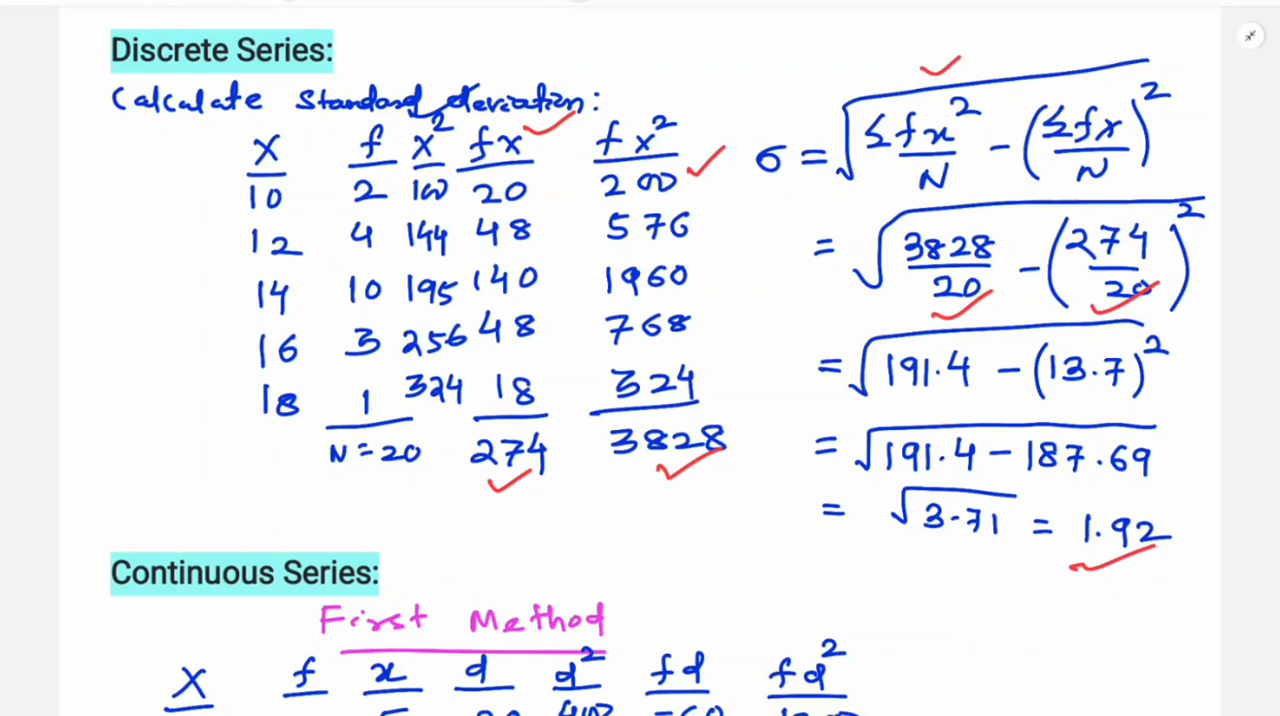 Discrete Series:
Calculate Standard deviation:
X f X² fx fx²
10 2 100 20 200
12 4 144 48 576
14 10 195 140 1960
16 3 256 48 768
18 1 324 18 324
N = 20 274 3828
σ = √(Σfx²/N − (Σfx/N)²)
= √(3828/20 − (274/20)²)
= √(191.4 − (13.7)²)
= √(191.4 − 187.69)
= √3.71 = 1.92
Continuous Series:
First Method
X f x d d² fd fd²